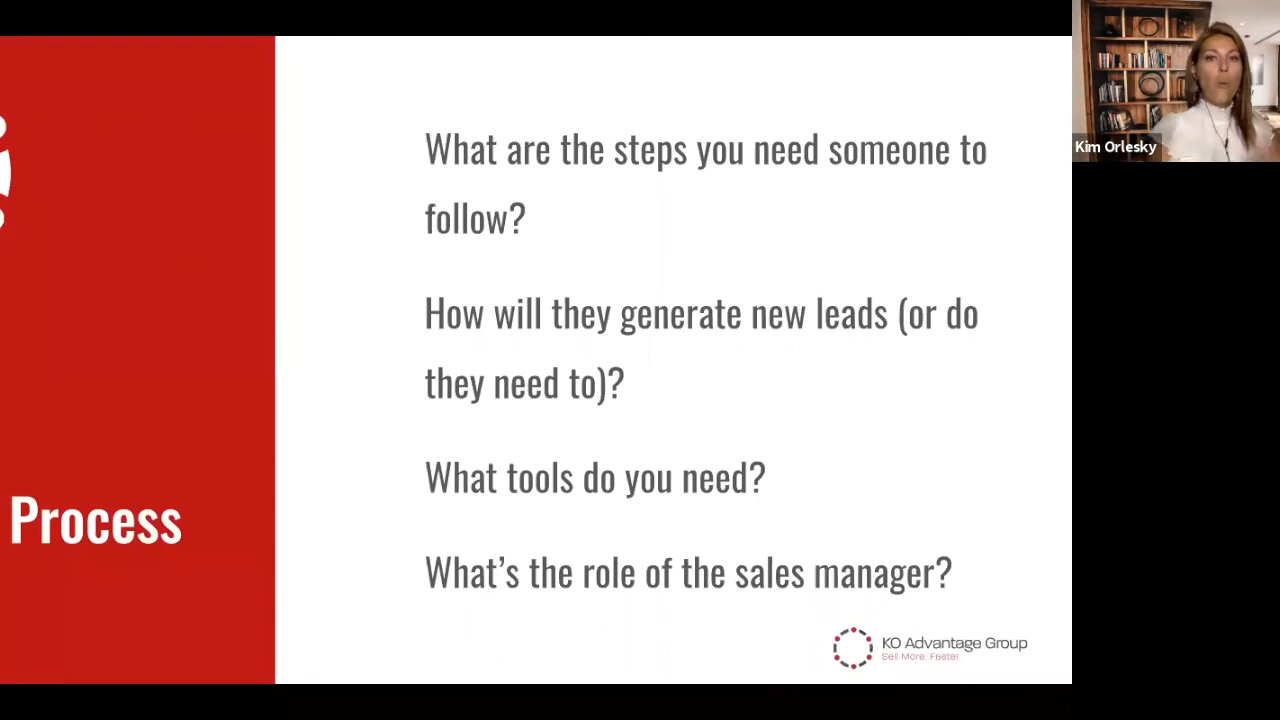 Kim Orlesky
What are the steps you need someone to
follow?
How will they generate new leads (or do
they need to)?
What tools do you need?
Process
What's the role of the sales manager?
KO Advantage Group
Sell More. Faster.